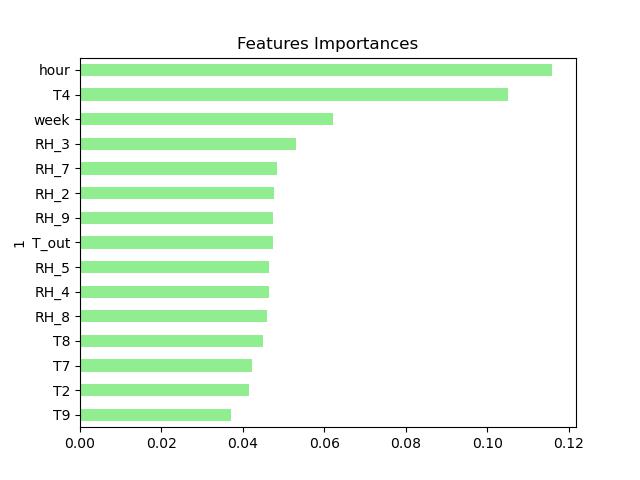 Features Importances
hour
T4
week
RH_3
RH_7
RH_2
RH_9
T_out
RH_5
RH_4
RH_8
T8
T7
T2
T9
1
0.00 0.02 0.04 0.06 0.08 0.10 0.12